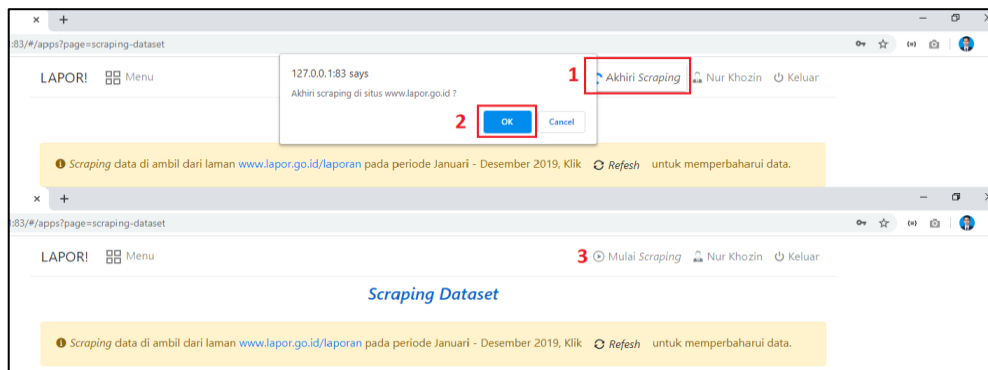 × +
:83/#/apps?page=scraping-dataset
127.0.0.1:83 says
Akhiri scraping di situs www.lapor.go.id ?
OK Cancel
LAPOR! Menu 1 Akhiri Scraping Nur Khozin Keluar
2
Scraping data di ambil dari laman www.lapor.go.id/laporan pada periode Januari - Desember 2019, Klik Refesh untuk memperbaharui data.
× +
:83/#/apps?page=scraping-dataset
LAPOR! Menu 3 Mulai Scraping Nur Khozin Keluar
Scraping Dataset
Scraping data di ambil dari laman www.lapor.go.id/laporan pada periode Januari - Desember 2019, Klik Refesh untuk memperbaharui data.